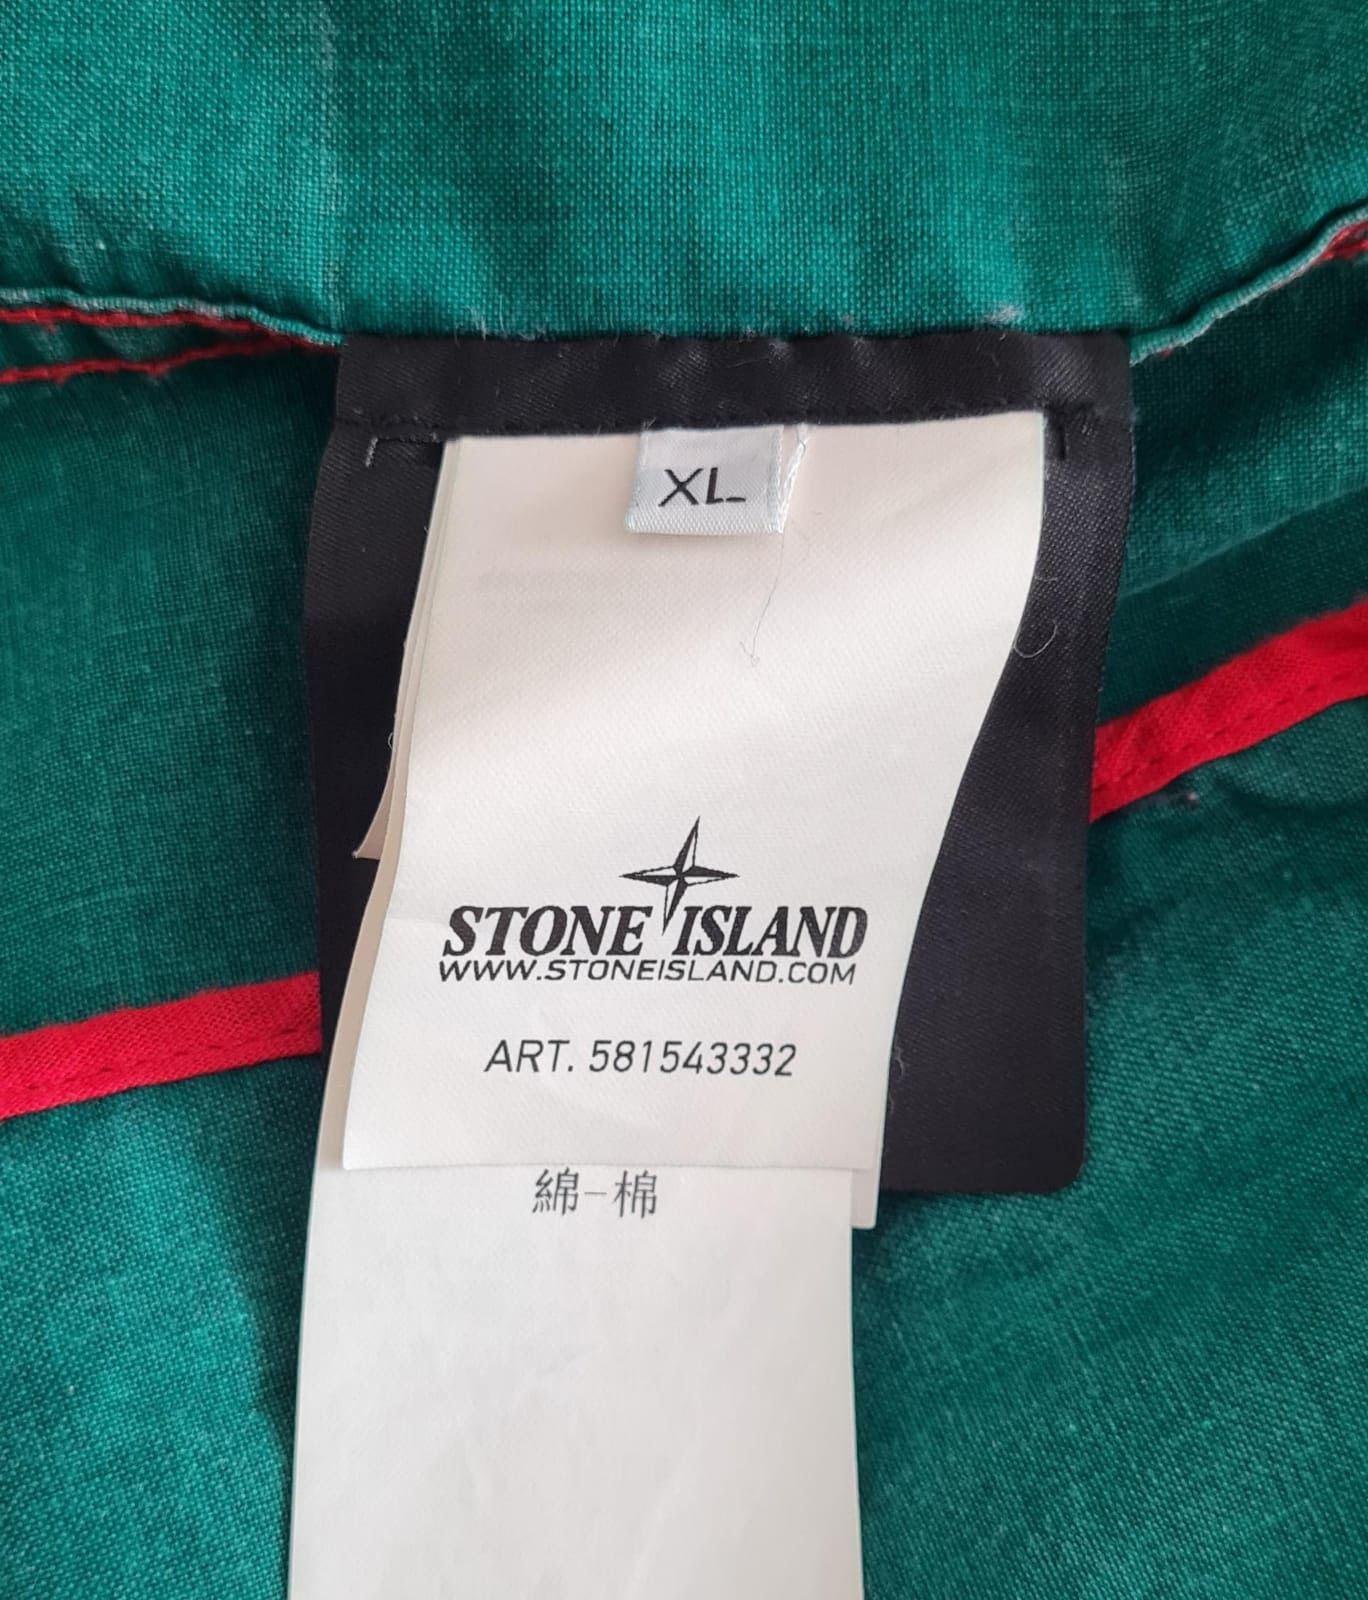 XL
STONE ISLAND
WWW.STONEISLAND.COM
ART. 581543332
綿-棉